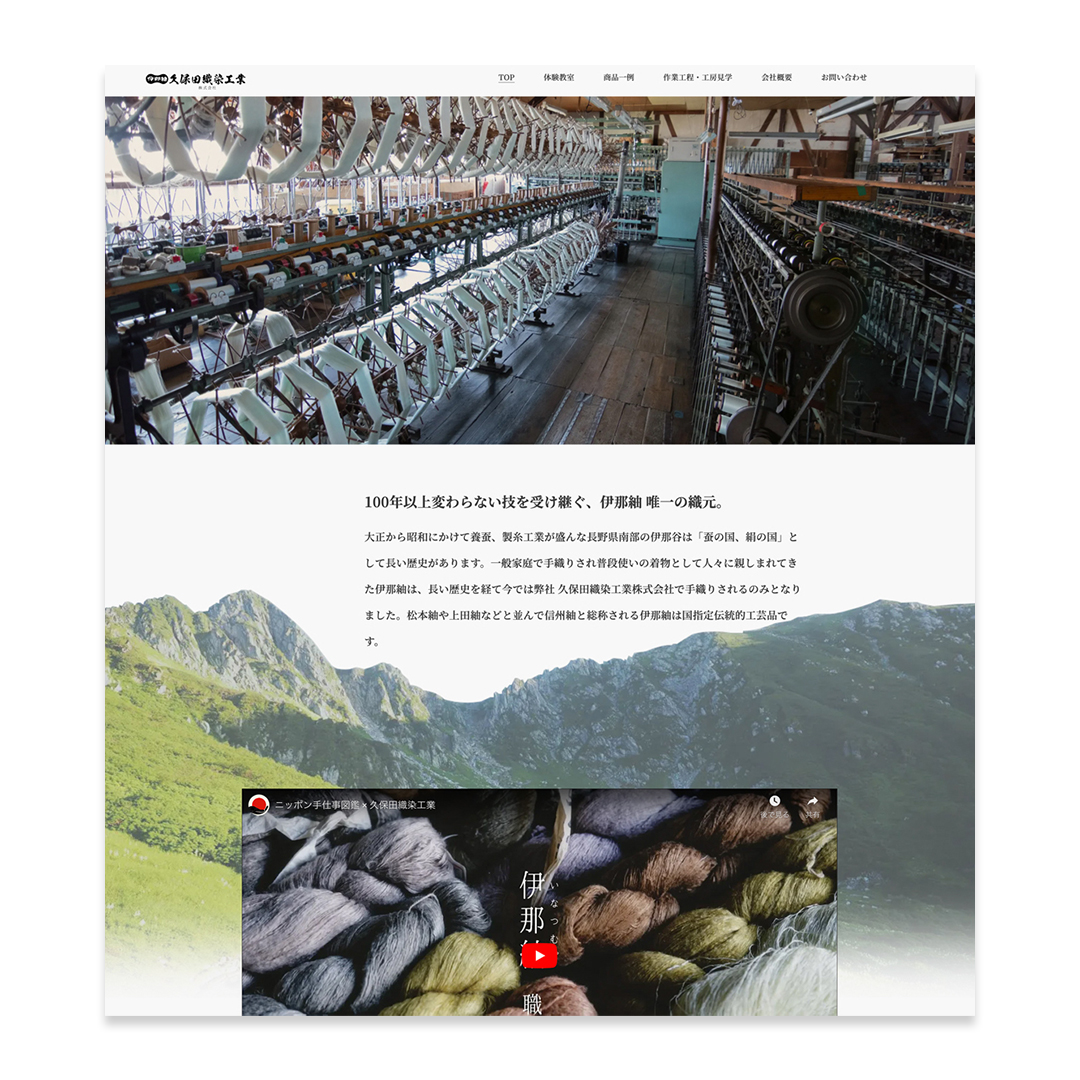 伊那紬 久保田織染工業
株式会社
TOP 体験教室 商品一例 作業工程・工房見学 会社概要 お問い合わせ
100年以上変わらない技を受け継ぐ、伊那紬 唯一の織元。
大正から昭和にかけて養蚕、製糸工業が盛んな長野県南部の伊那谷は「蚕の国、絹の国」と
して長い歴史があります。一般家庭で手織りされ普段使いの着物として人々に親しまれてき
た伊那紬は、長い歴史を経て今では弊社 久保田織染工業株式会社で手織りされるのみとなり
ました。松本紬や上田紬などと並んで信州紬と総称される伊那紬は国指定伝統的工芸品で
す。
ニッポン手仕事図鑑 × 久保田織染工業
後で見る 共有
伊那
いなつむ
職